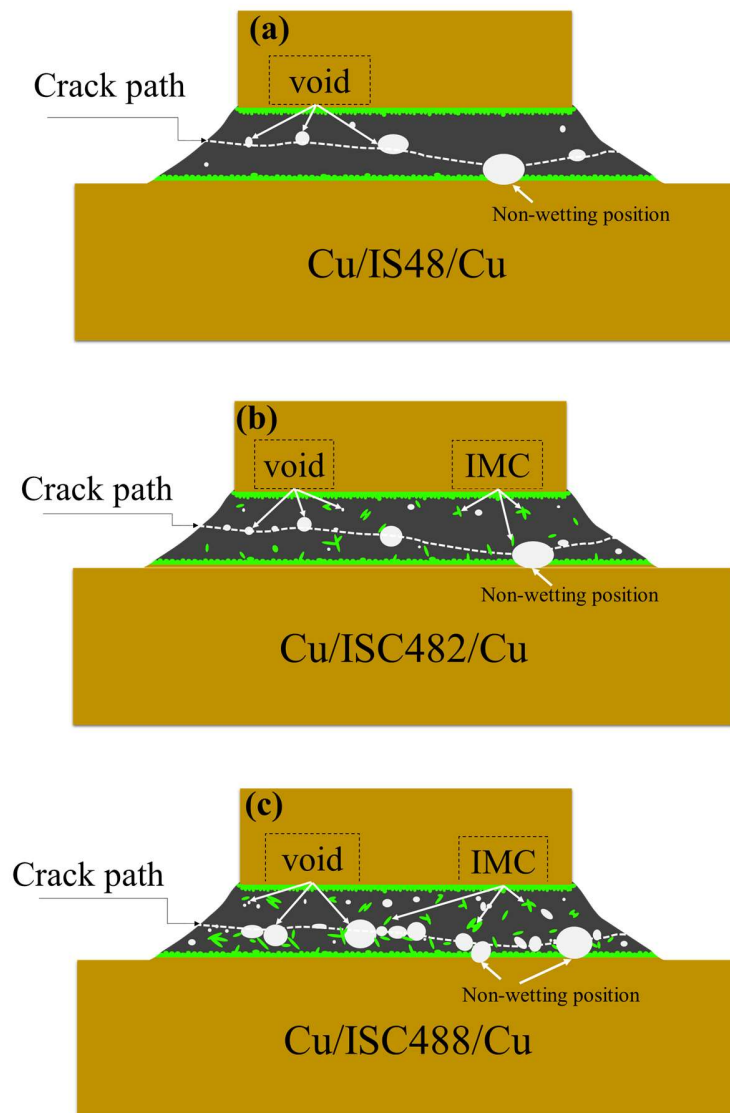 (a)
void
Crack path
Non-wetting position
Cu/IS48/Cu
(b)
void
IMC
Crack path
Non-wetting position
Cu/ISC482/Cu
(c)
void
IMC
Crack path
Non-wetting position
Cu/ISC488/Cu